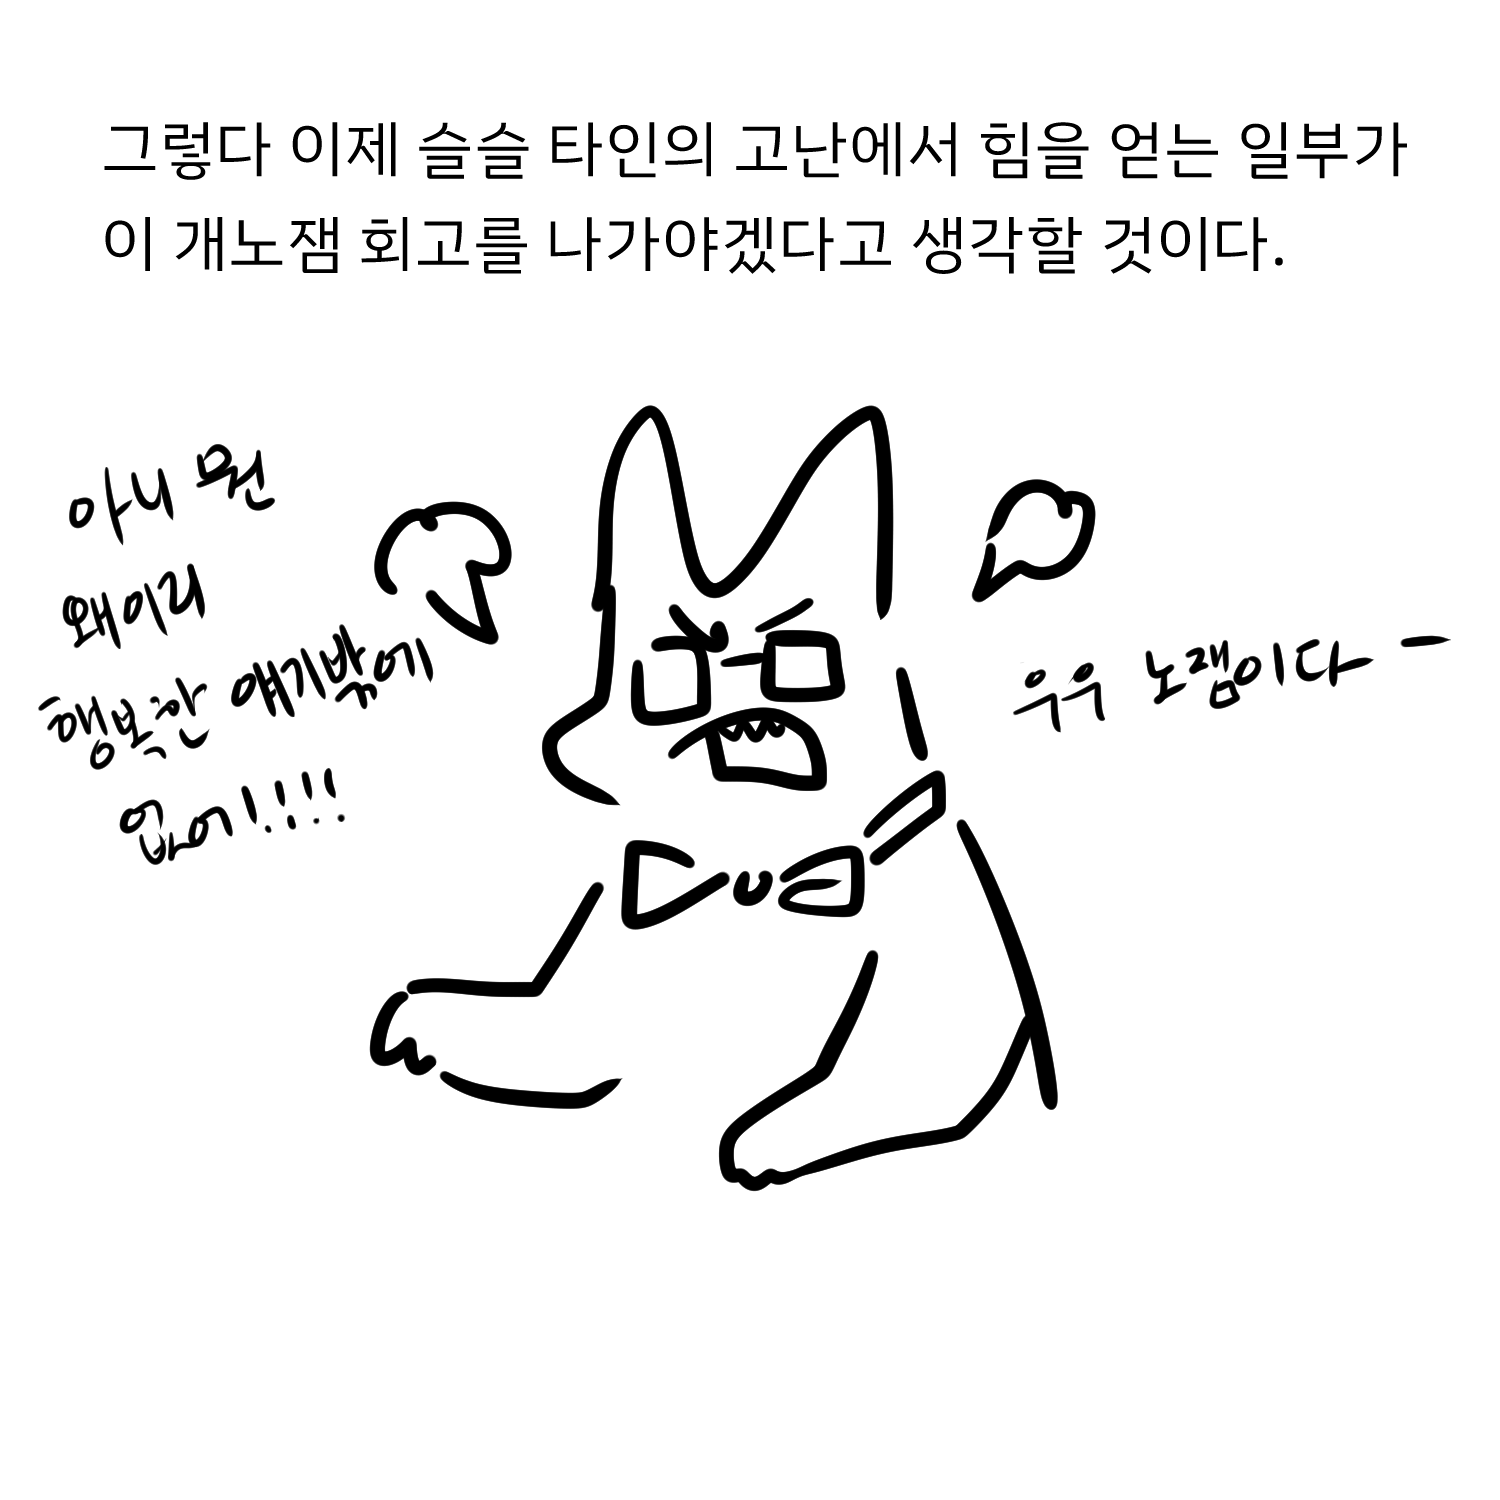 그렇다 이제 슬슬 타인의 고난에서 힘을 얻는 일부가
이 개노잼 회고를 나가야겠다고 생각할 것이다.
아니 뭔
왜이리
행복한 얘기밖에
없어!!!!
우우 노잼이다 -